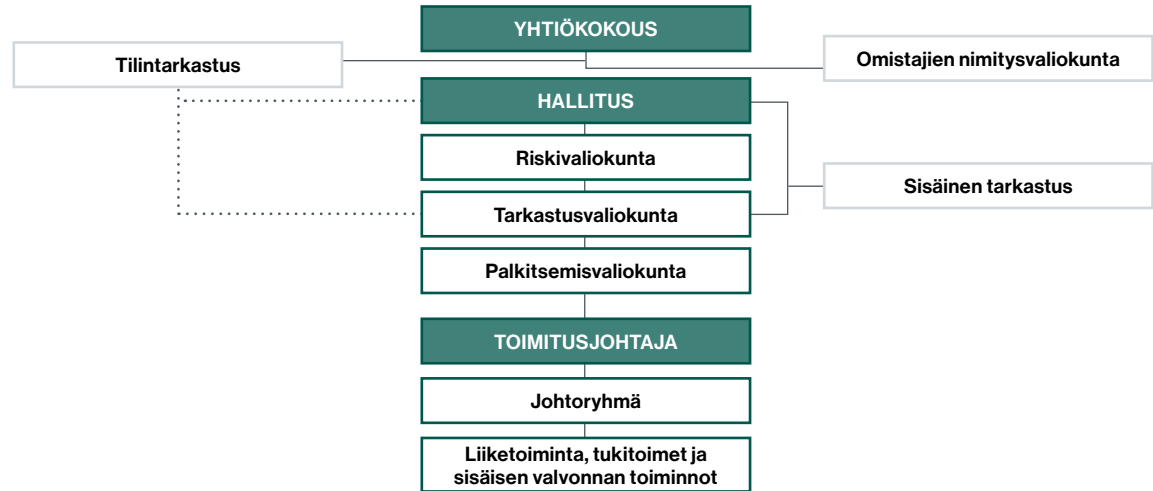 YHTIÖKOKOUS
Tilintarkastus
Omistajien nimitysvaliokunta
HALLITUS
Riskivaliokunta
Sisäinen tarkastus
Tarkastusvaliokunta
Palkitsemisvaliokunta
TOIMITUSJOHTAJA
Johtoryhmä
Liiketoiminta, tukitoimet ja
sisäisen valvonnan toiminnot